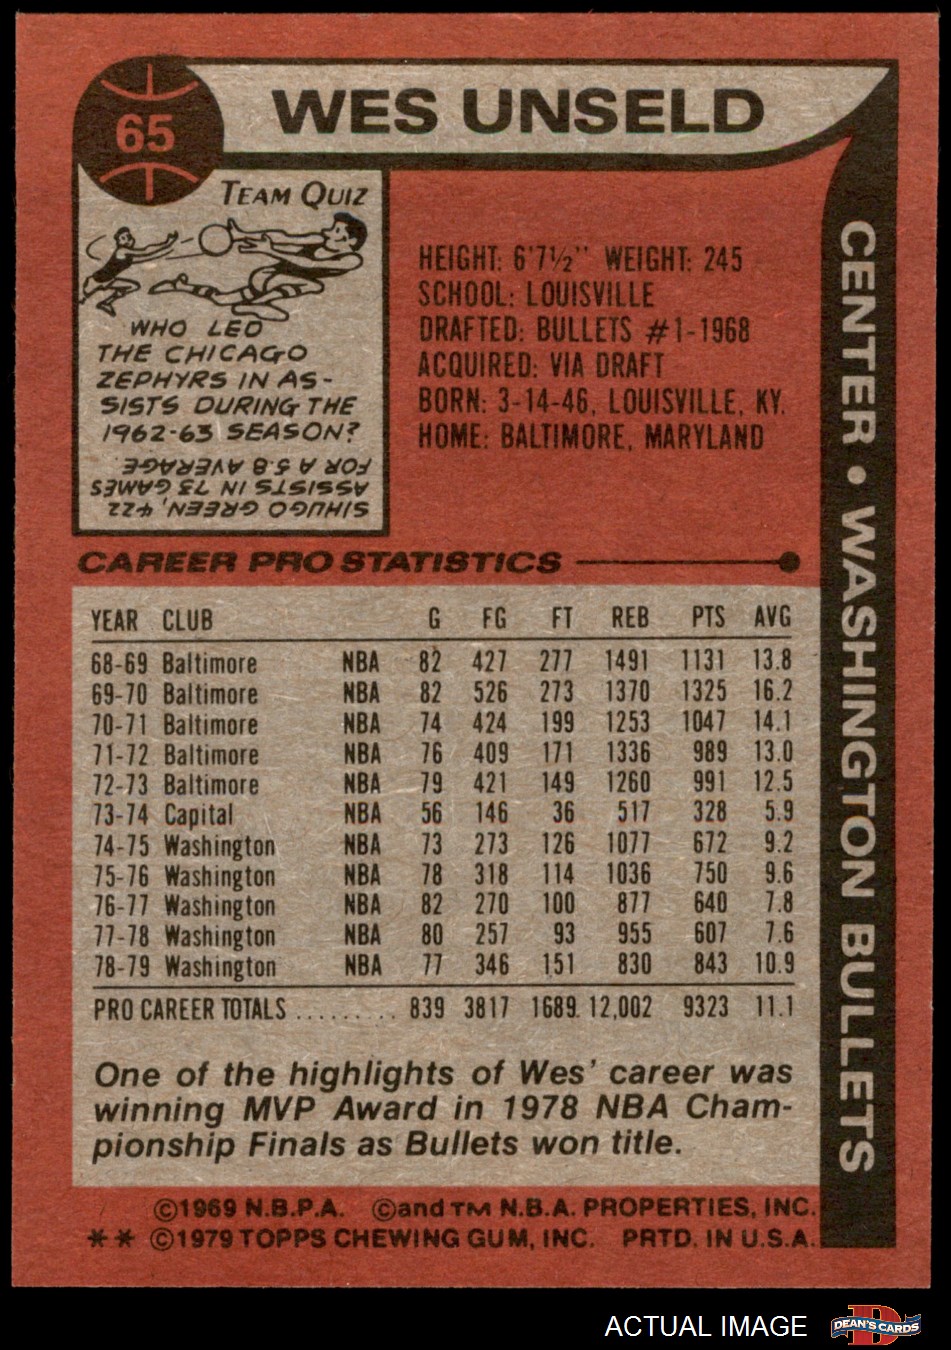 65
WES UNSELD
TEAM QUIZ
WHO LED
THE CHICAGO
ZEPHYRS IN AS-
SISTS DURING THE
1962-63 SEASON?
SIHUGO GREEN, 422
ASSISTS IN 73 GAMES
FOR A 5.8 AVERAGE
HEIGHT: 6'7½" WEIGHT: 245
SCHOOL: LOUISVILLE
DRAFTED: BULLETS #1-1968
ACQUIRED: VIA DRAFT
BORN: 3-14-46, LOUISVILLE, KY.
HOME: BALTIMORE, MARYLAND
CENTER • WASHINGTON BULLETS
CAREER PRO STATISTICS
YEAR CLUB G FG FT REB PTS AVG
68-69 Baltimore NBA 82 427 277 1491 1131 13.8
69-70 Baltimore NBA 82 526 273 1370 1325 16.2
70-71 Baltimore NBA 74 424 199 1253 1047 14.1
71-72 Baltimore NBA 76 409 171 1336 989 13.0
72-73 Baltimore NBA 79 421 149 1260 991 12.5
73-74 Capital NBA 56 146 36 517 328 5.9
74-75 Washington NBA 73 273 126 1077 672 9.2
75-76 Washington NBA 78 318 114 1036 750 9.6
76-77 Washington NBA 82 270 100 877 640 7.8
77-78 Washington NBA 80 257 93 955 607 7.6
78-79 Washington NBA 77 346 151 830 843 10.9
PRO CAREER TOTALS ......... 839 3817 1689 12,002 9323 11.1
One of the highlights of Wes' career was
winning MVP Award in 1978 NBA Cham-
pionship Finals as Bullets won title.
©1969 N.B.P.A. ©and TM N.B.A. PROPERTIES, INC.
** ©1979 TOPPS CHEWING GUM, INC. PRTD. IN U.S.A.
ACTUAL IMAGE
D
DEAN'S CARDS